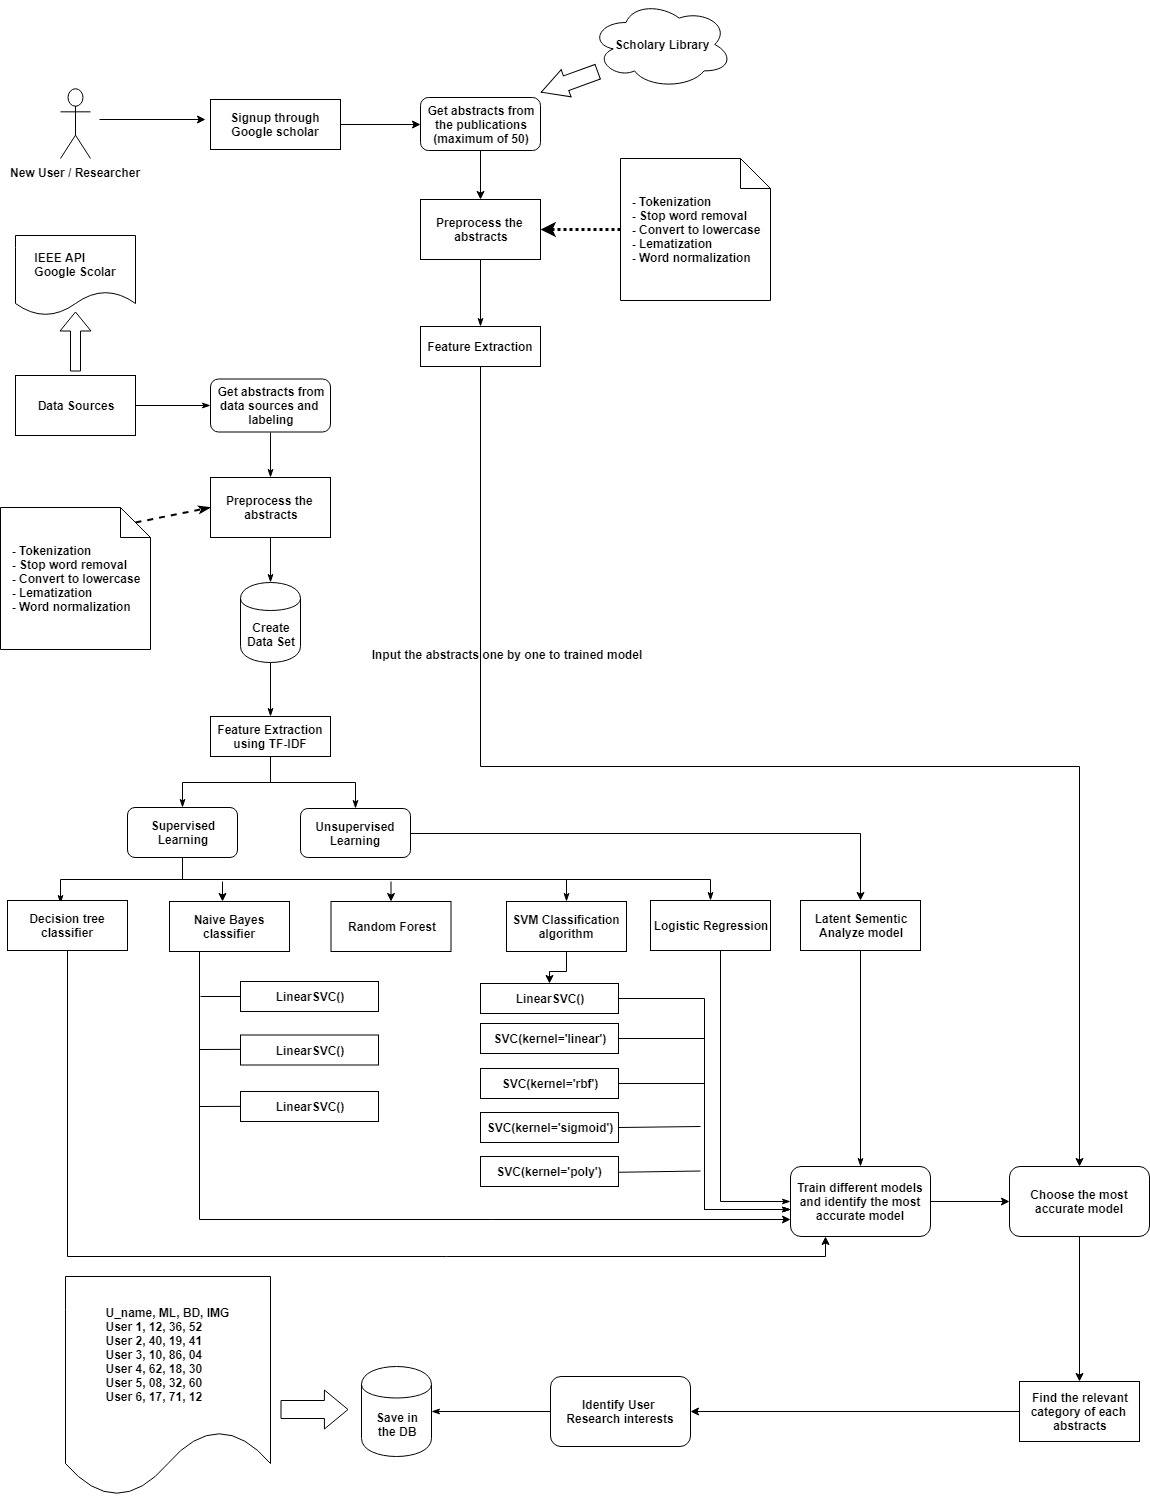 Scholary Library
Signup through
Google scholar
Get abstracts from
the publications
(maximum of 50)
New User / Researcher
- Tokenization
- Stop word removal
- Convert to lowercase
- Lematization
- Word normalization
Preprocess the
abstracts
IEEE API
Google Scolar
Feature Extraction
Data Sources
Get abstracts from
data sources and
labeling
Preprocess the
abstracts
- Tokenization
- Stop word removal
- Convert to lowercase
- Lematization
- Word normalization
Create
Data Set
Input the abstracts one by one to trained model
Feature Extraction
using TF-IDF
Supervised
Learning
Unsupervised
Learning
Decision tree
classifier
Naive Bayes
classifier
Random Forest
SVM Classification
algorithm
Logistic Regression
Latent Sementic
Analyze model
LinearSVC()
LinearSVC()
LinearSVC()
LinearSVC()
SVC(kernel='linear')
SVC(kernel='rbf')
SVC(kernel='sigmoid')
SVC(kernel='poly')
Train different models
and identify the most
accurate model
Choose the most
accurate model
U_name, ML, BD, IMG
User 1, 12, 36, 52
User 2, 40, 19, 41
User 3, 10, 86, 04
User 4, 62, 18, 30
User 5, 08, 32, 60
User 6, 17, 71, 12
Save in
the DB
Identify User
Research interests
Find the relevant
category of each
abstracts